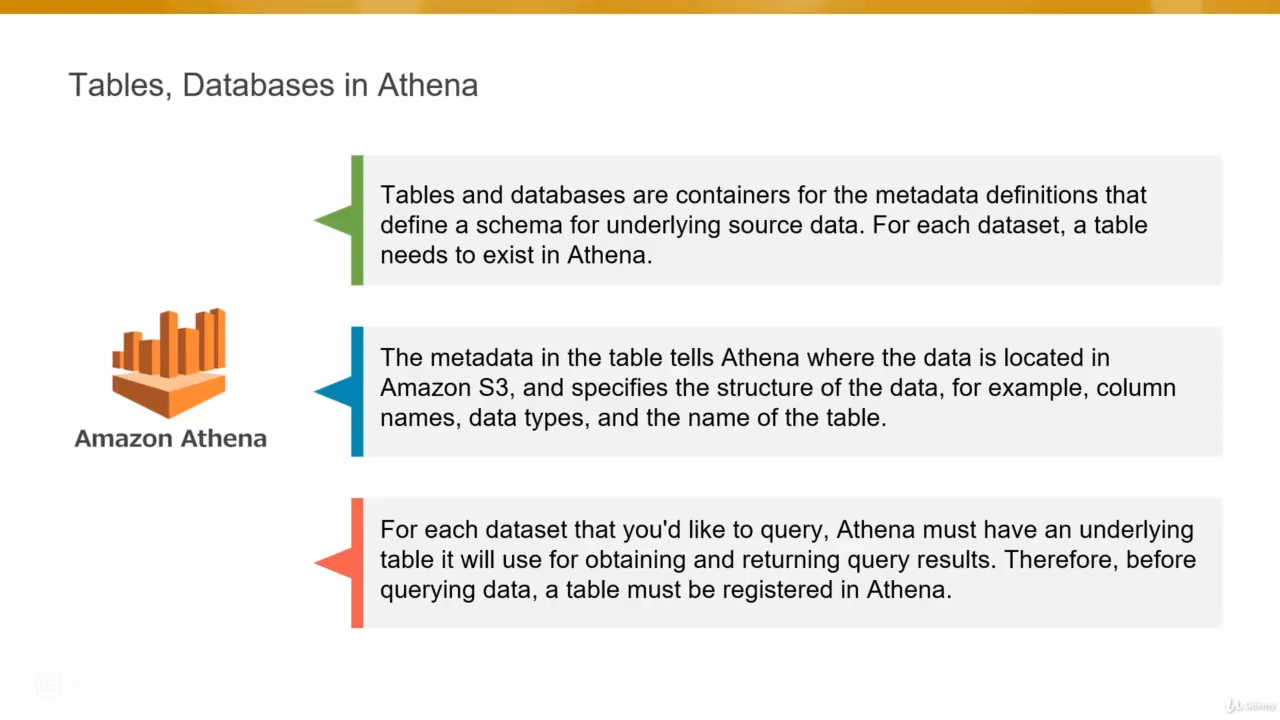 Tables, Databases in Athena
Tables and databases are containers for the metadata definitions that
define a schema for underlying source data. For each dataset, a table
needs to exist in Athena.
The metadata in the table tells Athena where the data is located in
Amazon S3, and specifies the structure of the data, for example, column
names, data types, and the name of the table.
Amazon Athena
For each dataset that you'd like to query, Athena must have an underlying
table it will use for obtaining and returning query results. Therefore, before
querying data, a table must be registered in Athena.
Udemy